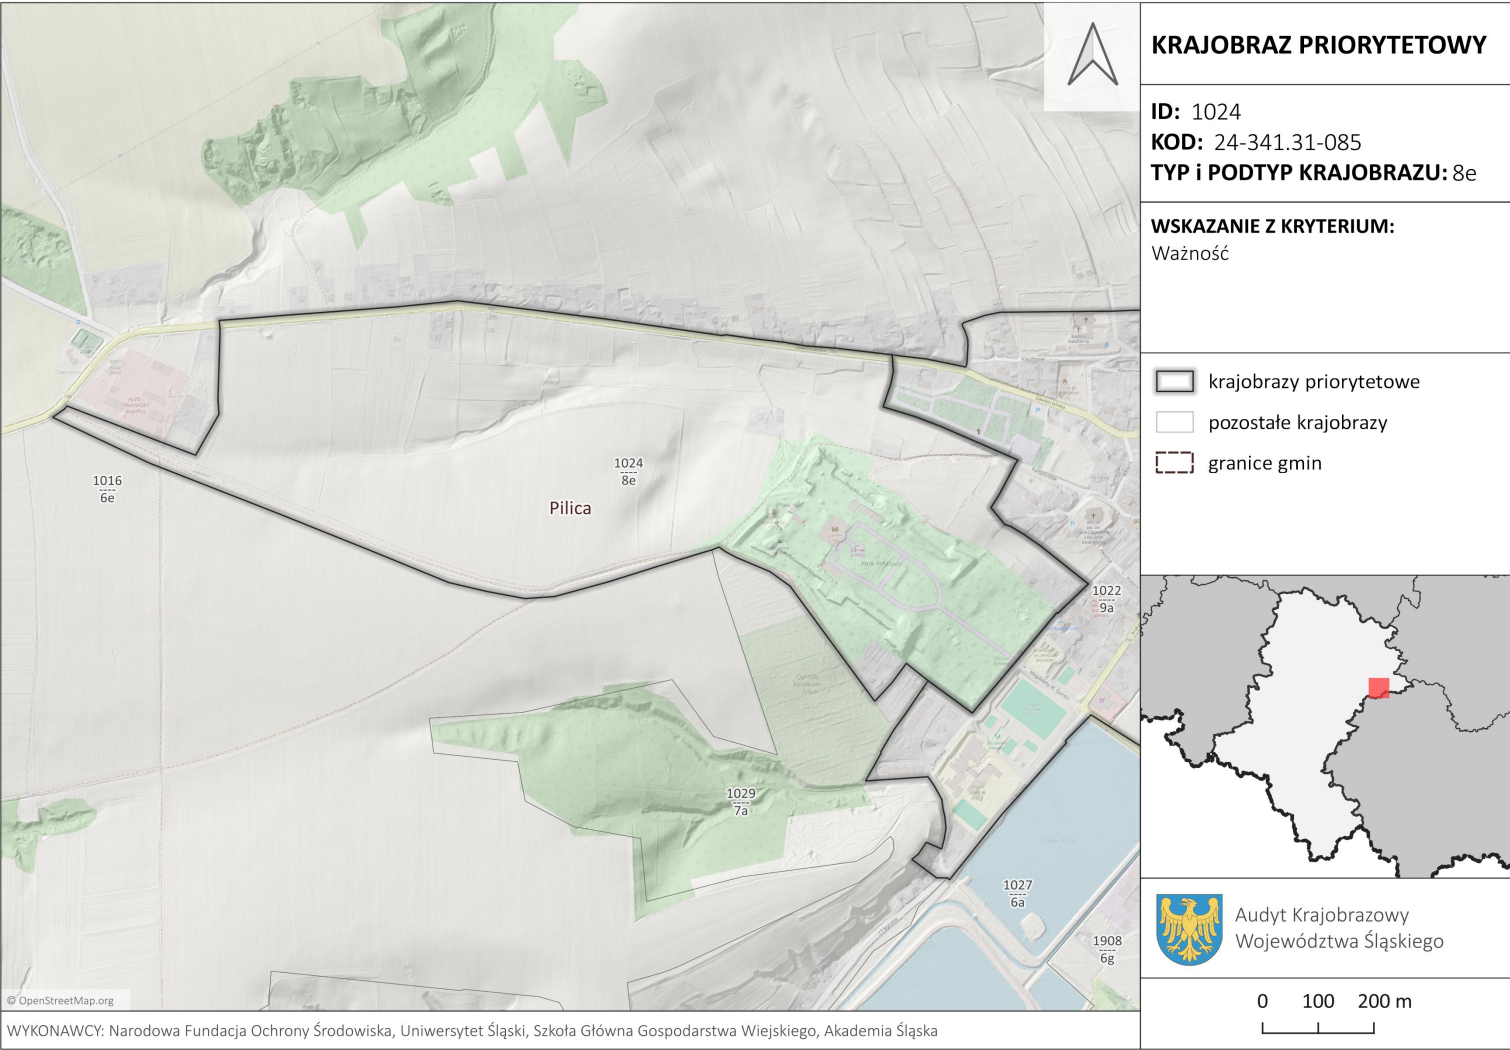 KRAJOBRAZ PRIORYTETOWY
ID: 1024
KOD: 24-341.31-085
TYP i PODTYP KRAJOBRAZU: 8e
WSKAZANIE Z KRYTERIUM:
Ważność
krajobrazy priorytetowe
pozostałe krajobrazy
granice gmin
1016
6e
1024
8e
Pilica
Park Pałacowy
1022
9a
1029
7a
1027
6a
1908
6g
Audyt Krajobrazowy
Województwa Śląskiego
0 100 200 m
© OpenStreetMap.org
WYKONAWCY: Narodowa Fundacja Ochrony Środowiska, Uniwersytet Śląski, Szkoła Główna Gospodarstwa Wiejskiego, Akademia Śląska